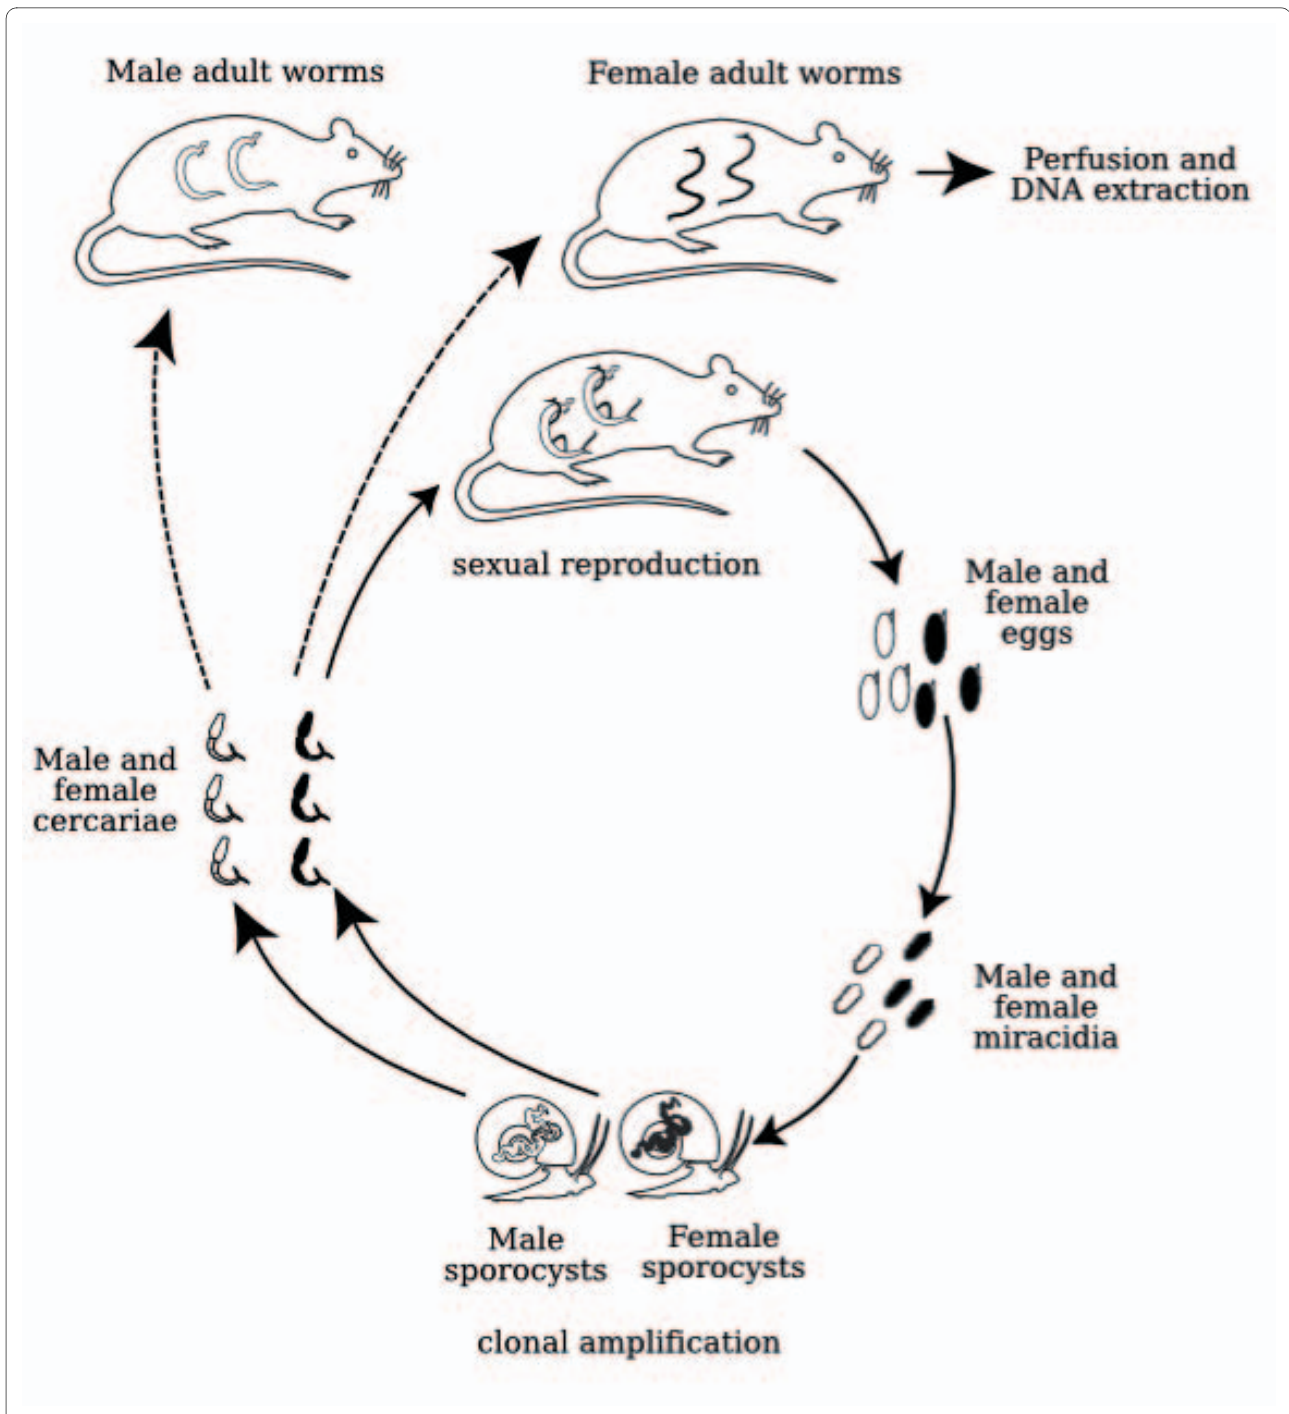 Male adult worms
Female adult worms
Perfusion and
DNA extraction
sexual reproduction
Male and
female
eggs
Male and
female
cercariae
Male and
female
miracidia
Male
sporocysts
Female
sporocysts
clonal amplification